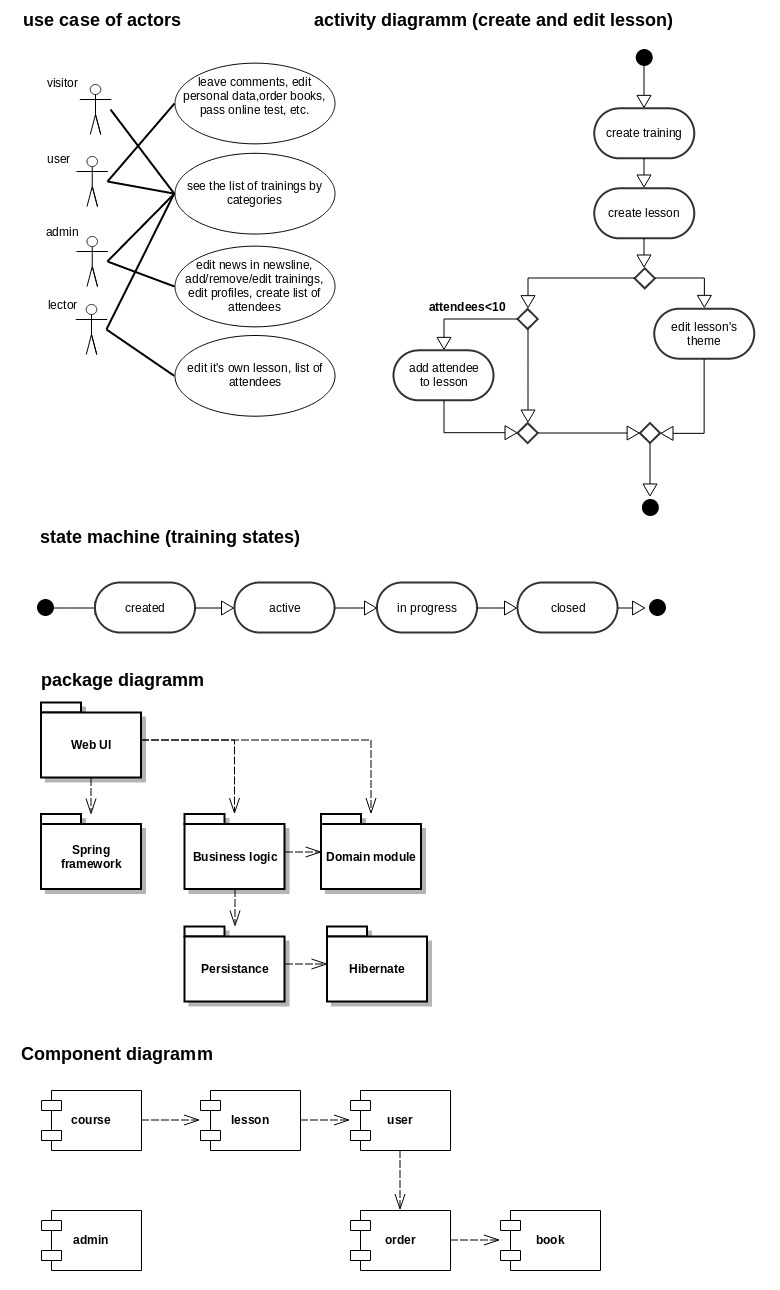 use case of actors
activity diagramm (create and edit lesson)
visitor
leave comments, edit
personal data,order books,
pass online test, etc.
user
see the list of trainings by
categories
admin
edit news in newsline,
add/remove/edit trainings,
edit profiles, create list of
attendees
lector
edit it's own lesson, list of
attendees
create training
create lesson
attendees<10
edit lesson's
theme
add attendee
to lesson
state machine (training states)
created
active
in progress
closed
package diagramm
Web UI
Spring
framework
Business logic
Domain module
Persistance
Hibernate
Component diagramm
course
lesson
user
admin
order
book